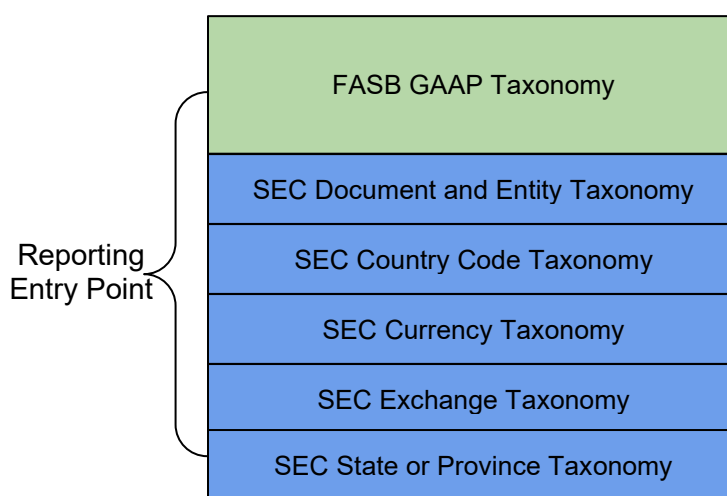 FASB GAAP Taxonomy
SEC Document and Entity Taxonomy
Reporting
Entry Point
SEC Country Code Taxonomy
SEC Currency Taxonomy
SEC Exchange Taxonomy
SEC State or Province Taxonomy